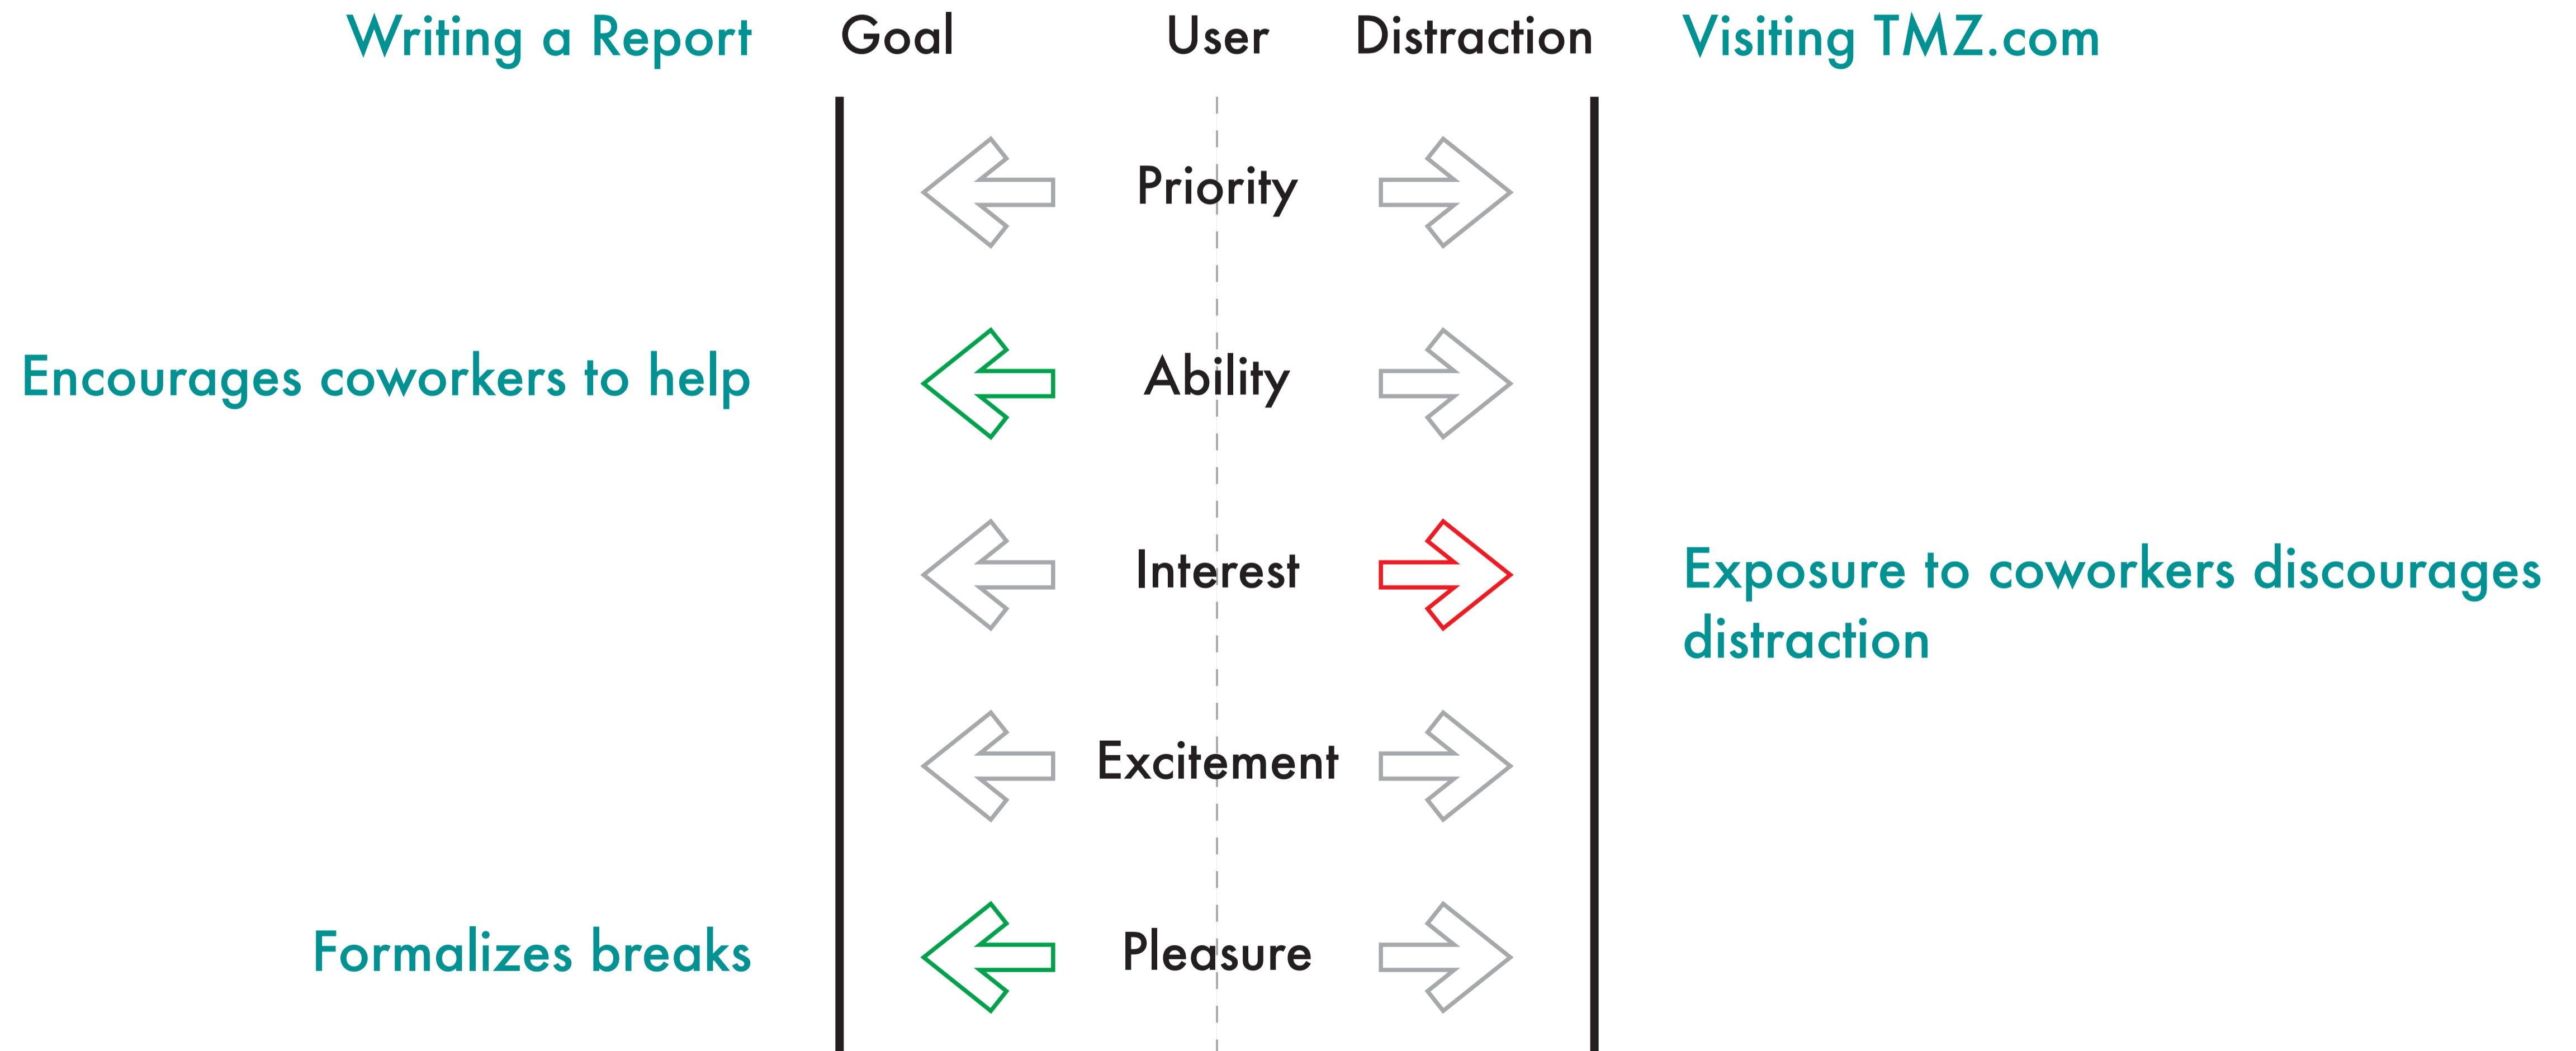 Writing a Report
Goal
User
Distraction
Visiting TMZ.com
Priority
Encourages coworkers to help
Ability
Interest
Exposure to coworkers discourages
distraction
Excitement
Formalizes breaks
Pleasure